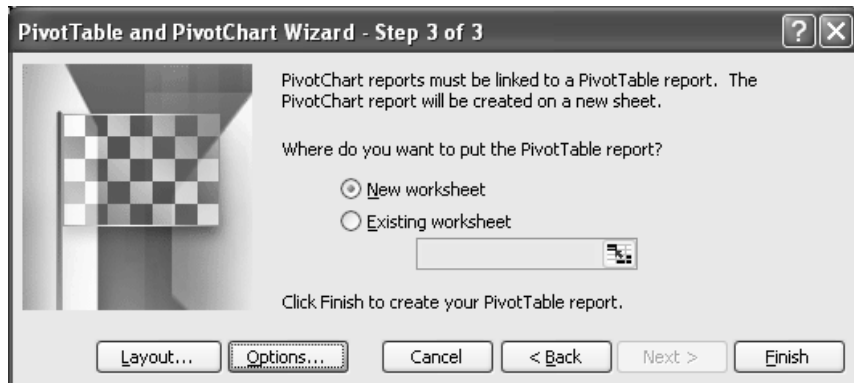 PivotTable and PivotChart Wizard - Step 3 of 3
PivotChart reports must be linked to a PivotTable report. The
PivotChart report will be created on a new sheet.
Where do you want to put the PivotTable report?
New worksheet
Existing worksheet
Click Finish to create your PivotTable report.
Layout... Options... Cancel < Back Next > Finish